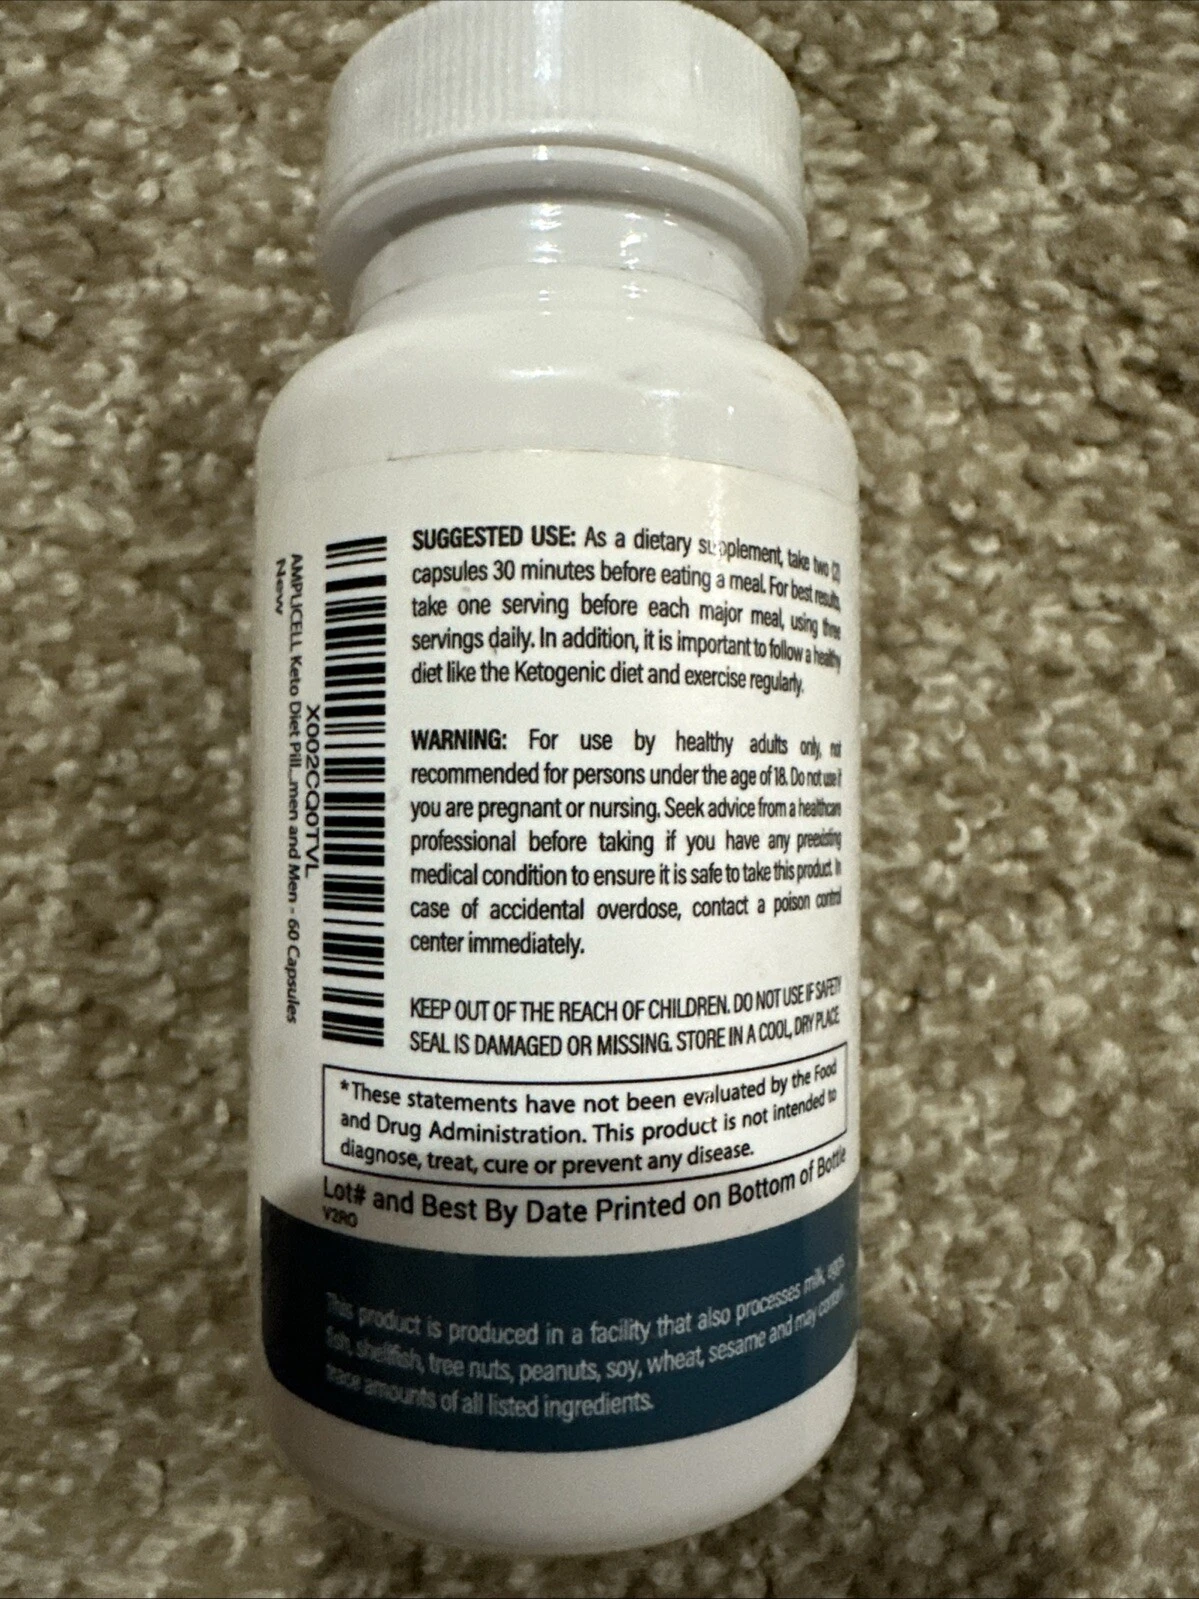 SUGGESTED USE: As a dietary supplement, take two (2)
capsules 30 minutes before eating a meal. For best results,
take one serving before each major meal, using three
servings daily. In addition, it is important to follow a healthy
diet like the Ketogenic diet and exercise regularly.
WARNING: For use by healthy adults only, not
recommended for persons under the age of 18. Do not use if
you are pregnant or nursing. Seek advice from a healthcare
professional before taking if you have any preexisting
medical condition to ensure it is safe to take this product. In
case of accidental overdose, contact a poison control
center immediately.
KEEP OUT OF THE REACH OF CHILDREN. DO NOT USE IF SAFETY
SEAL IS DAMAGED OR MISSING. STORE IN A COOL, DRY PLACE
X002CQ0TVL
AMPLICELL Keto Diet Pill...men and Men - 60 Capsules
New
*These statements have not been evaluated by the Food
and Drug Administration. This product is not intended to
diagnose, treat, cure or prevent any disease.
Lot# and Best By Date Printed on Bottom of Bottle
V2R0
This product is produced in a facility that also processes milk, eggs,
fish, shellfish, tree nuts, peanuts, soy, wheat, sesame and may contain
trace amounts of all listed ingredients.